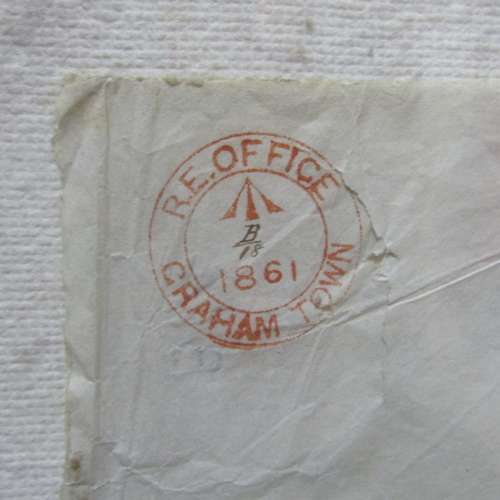 R.E. OFFICE
B/18
1861
GRAHAM TOWN